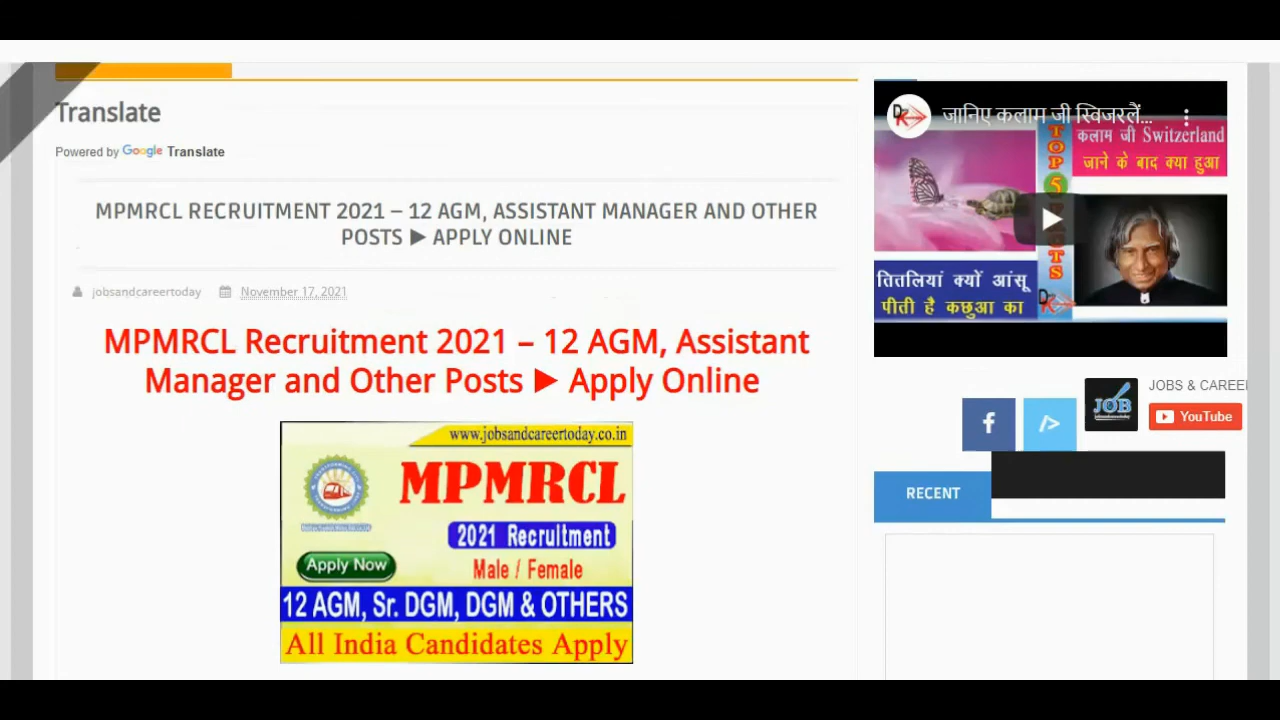 Translate
Powered by Google Translate
MPMRCL RECRUITMENT 2021 – 12 AGM, ASSISTANT MANAGER AND OTHER
POSTS ► APPLY ONLINE
jobsandcareertoday November 17, 2021
MPMRCL Recruitment 2021 – 12 AGM, Assistant
Manager and Other Posts ► Apply Online
www.jobsandcareertoday.co.in
MPMRCL
2021 Recruitment
Apply Now
Male / Female
12 AGM, Sr. DGM, DGM & OTHERS
All India Candidates Apply
जानिए कलाम जी स्विजरलैं...
TOP 5
कलाम जी Switzerland
जाने के बाद क्या हुआ
तितलियां क्यों आंसू
पीती है कछुआ का
JOB
JOBS & CAREE
YouTube
RECENT